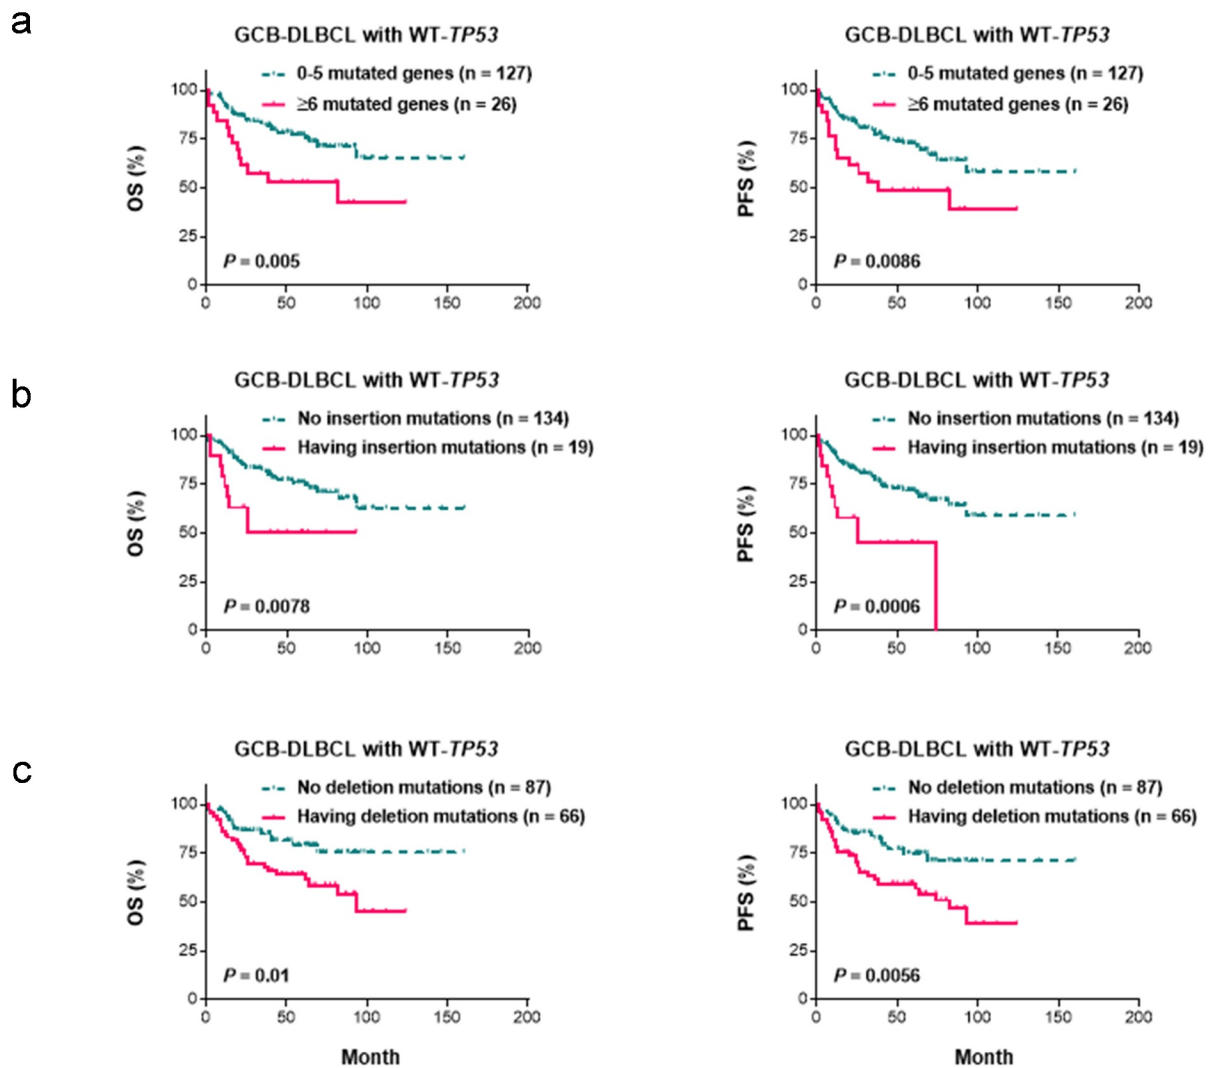 a
GCB-DLBCL with WT-TP53
0-5 mutated genes (n = 127)
≥6 mutated genes (n = 26)
OS (%)
100
75
50
25
0
P = 0.005
0 50 100 150 200
GCB-DLBCL with WT-TP53
0-5 mutated genes (n = 127)
≥6 mutated genes (n = 26)
PFS (%)
100
75
50
25
0
P = 0.0086
0 50 100 150 200
b
GCB-DLBCL with WT-TP53
No insertion mutations (n = 134)
Having insertion mutations (n = 19)
OS (%)
100
75
50
25
0
P = 0.0078
0 50 100 150 200
GCB-DLBCL with WT-TP53
No insertion mutations (n = 134)
Having insertion mutations (n = 19)
PFS (%)
100
75
50
25
0
P = 0.0006
0 50 100 150 200
c
GCB-DLBCL with WT-TP53
No deletion mutations (n = 87)
Having deletion mutations (n = 66)
OS (%)
100
75
50
25
0
P = 0.01
0 50 100 150 200
Month
GCB-DLBCL with WT-TP53
No deletion mutations (n = 87)
Having deletion mutations (n = 66)
PFS (%)
100
75
50
25
0
P = 0.0056
0 50 100 150 200
Month